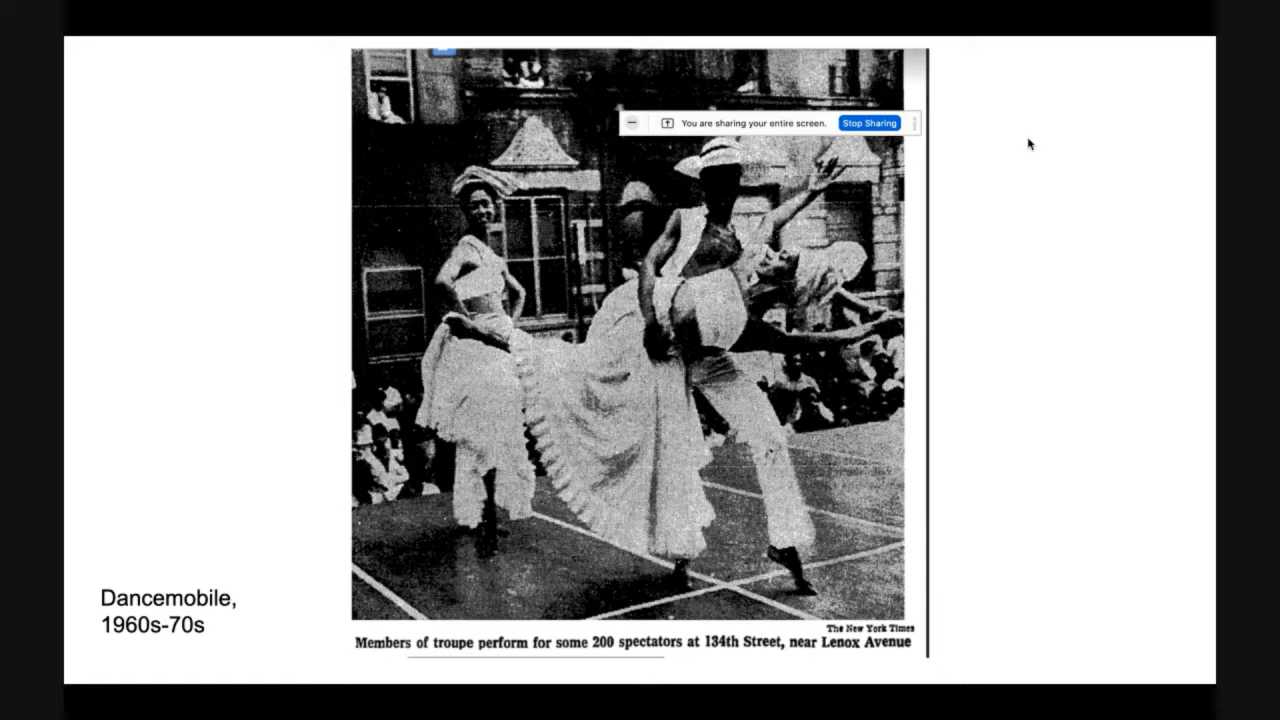 You are sharing your entire screen.
Stop Sharing
Dancemobile,
1960s-70s
The New York Times
Members of troupe perform for some 200 spectators at 134th Street, near Lenox Avenue